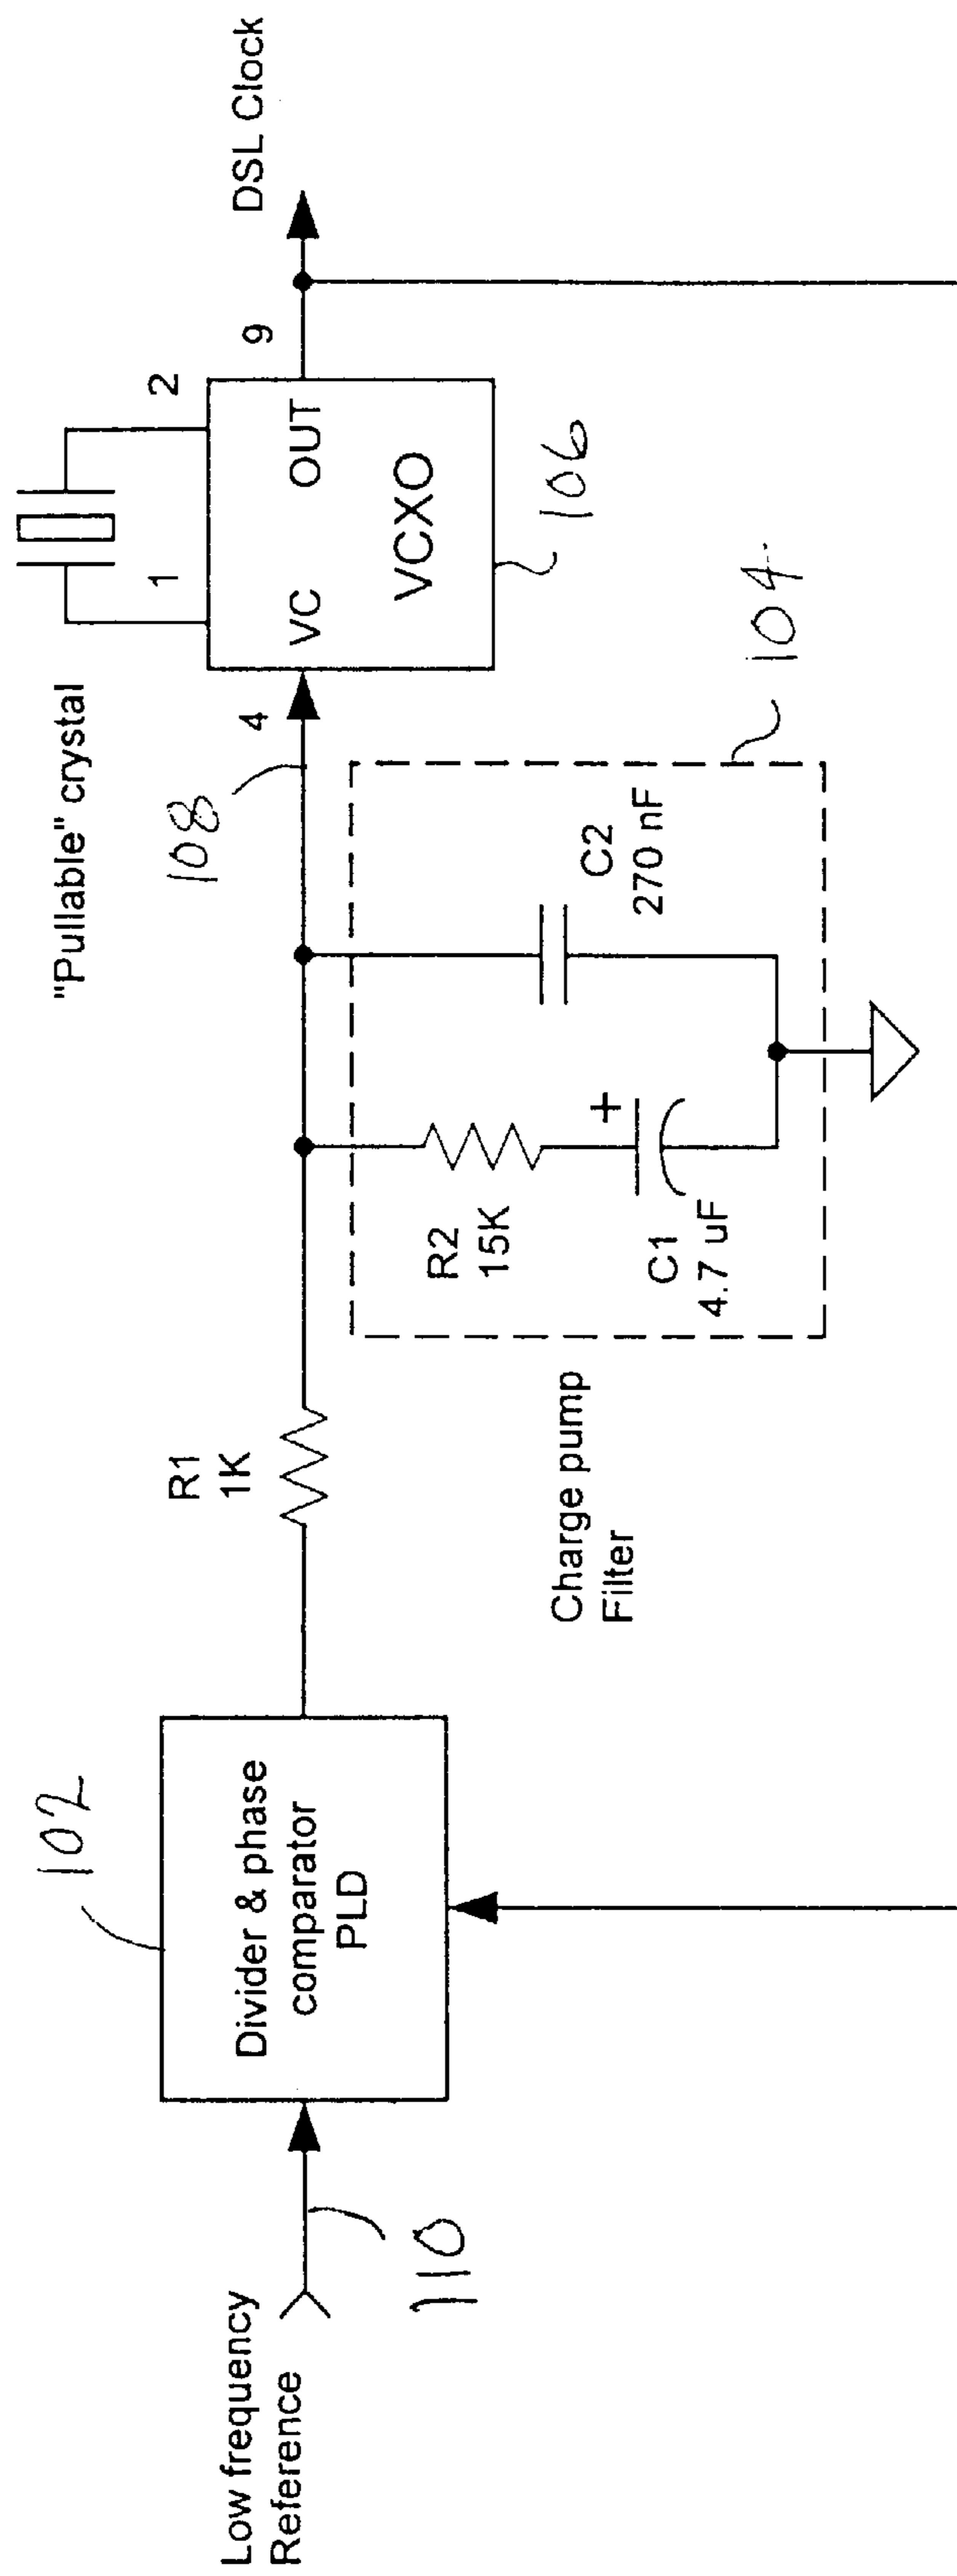 Low frequency
Reference
110
102
Divider & phase
comparator
PLD
R1
1K
Charge pump
Filter
R2
15K
C1
4.7 uF
+
C2
270 nF
104
108
4
"Pullable" crystal
1
2
VC
OUT
VCXO
106
9
DSL Clock